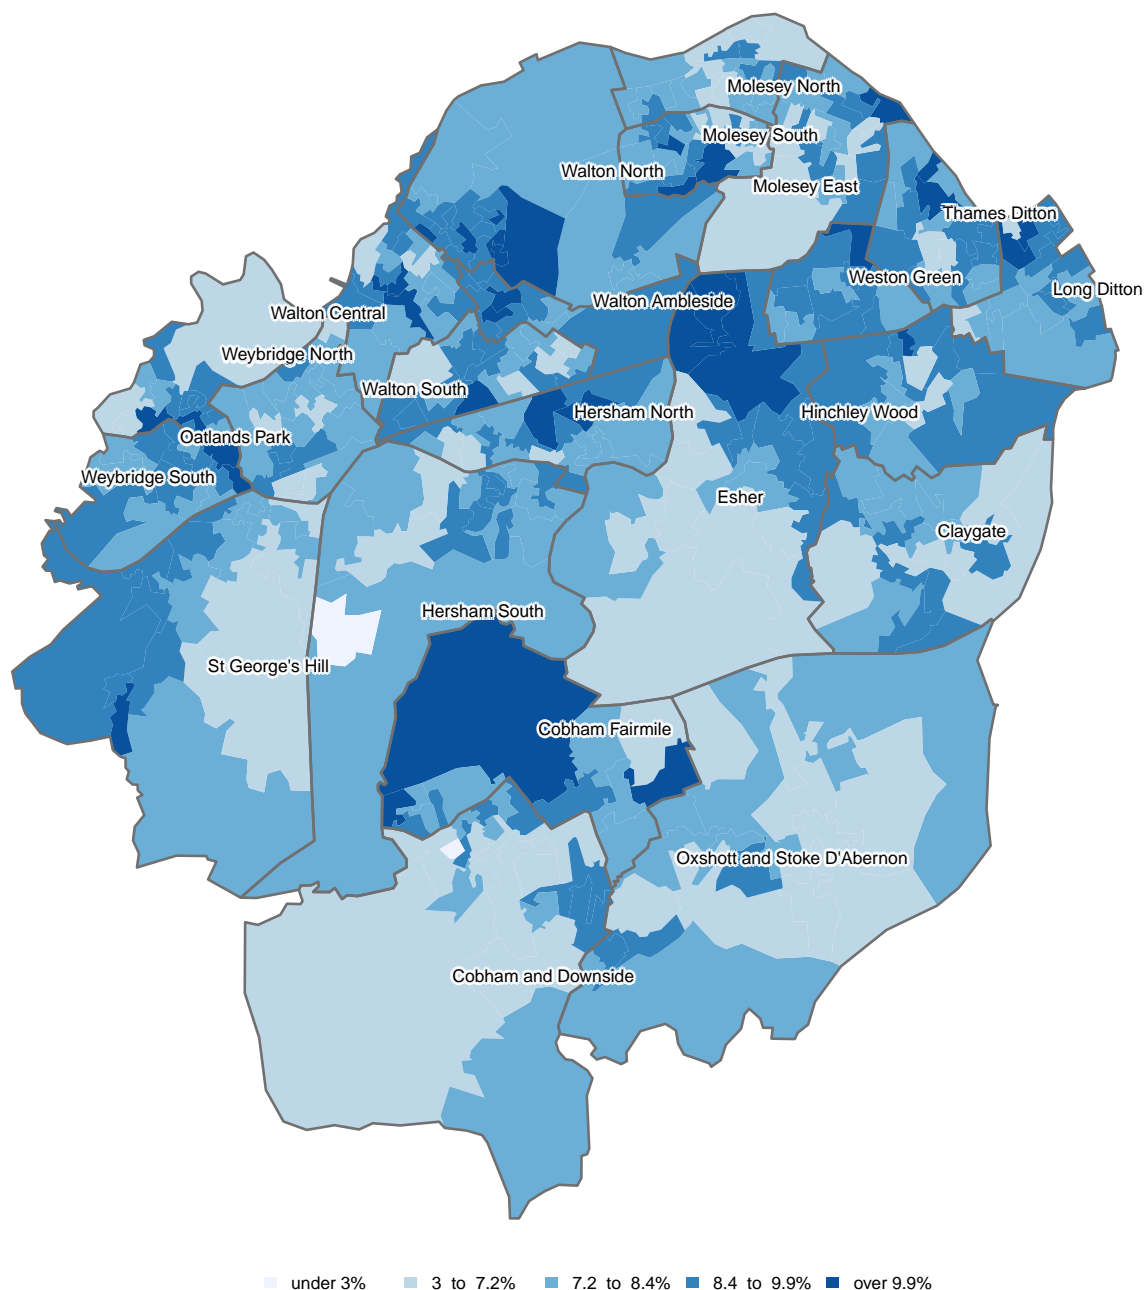 Molesey North
Molesey South
Walton North
Molesey East
Thames Ditton
Weston Green
Long Ditton
Walton Ambleside
Walton Central
Weybridge North
Walton South
Hersham North
Hinchley Wood
Oatlands Park
Weybridge South
Esher
Claygate
Hersham South
St George's Hill
Cobham Fairmile
Oxshott and Stoke D'Abernon
Cobham and Downside
under 3% 3 to 7.2% 7.2 to 8.4% 8.4 to 9.9% over 9.9%